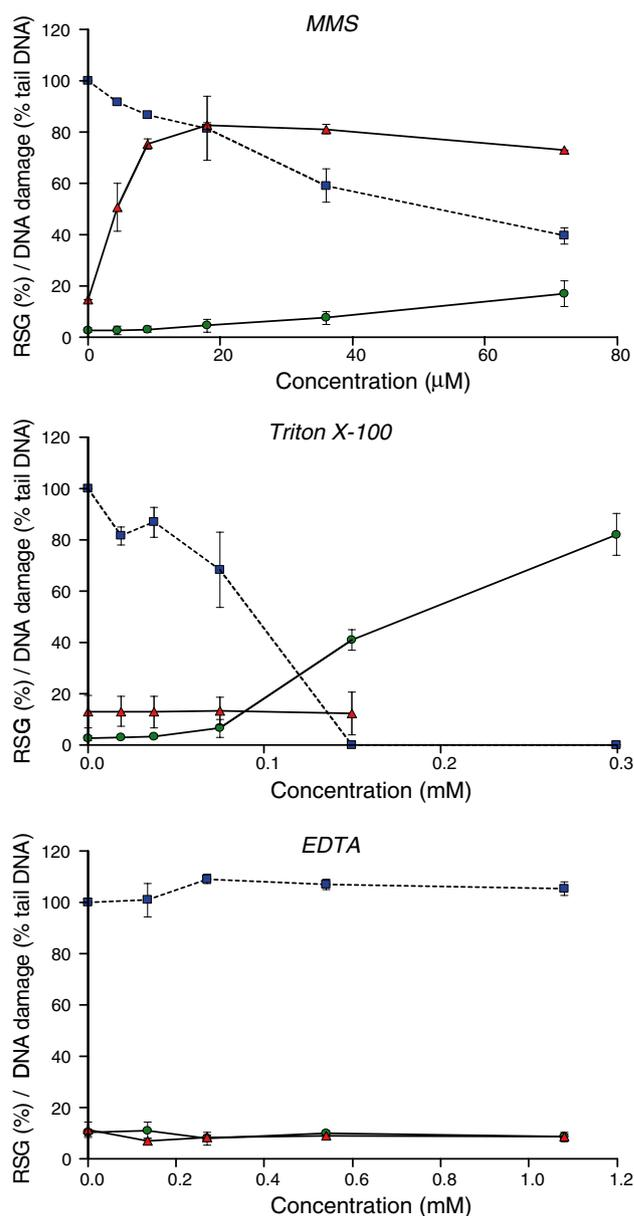 MMS
RSG (%) / DNA damage (% tail DNA)
120
100
80
60
40
20
0
0 20 40 60 80
Concentration (μM)
Triton X-100
RSG (%) / DNA damage (% tail DNA)
120
100
80
60
40
20
0
0.0 0.1 0.2 0.3
Concentration (mM)
EDTA
RSG (%) / DNA damage (% tail DNA)
120
100
80
60
40
20
0
0.0 0.2 0.4 0.6 0.8 1.0 1.2
Concentration (mM)